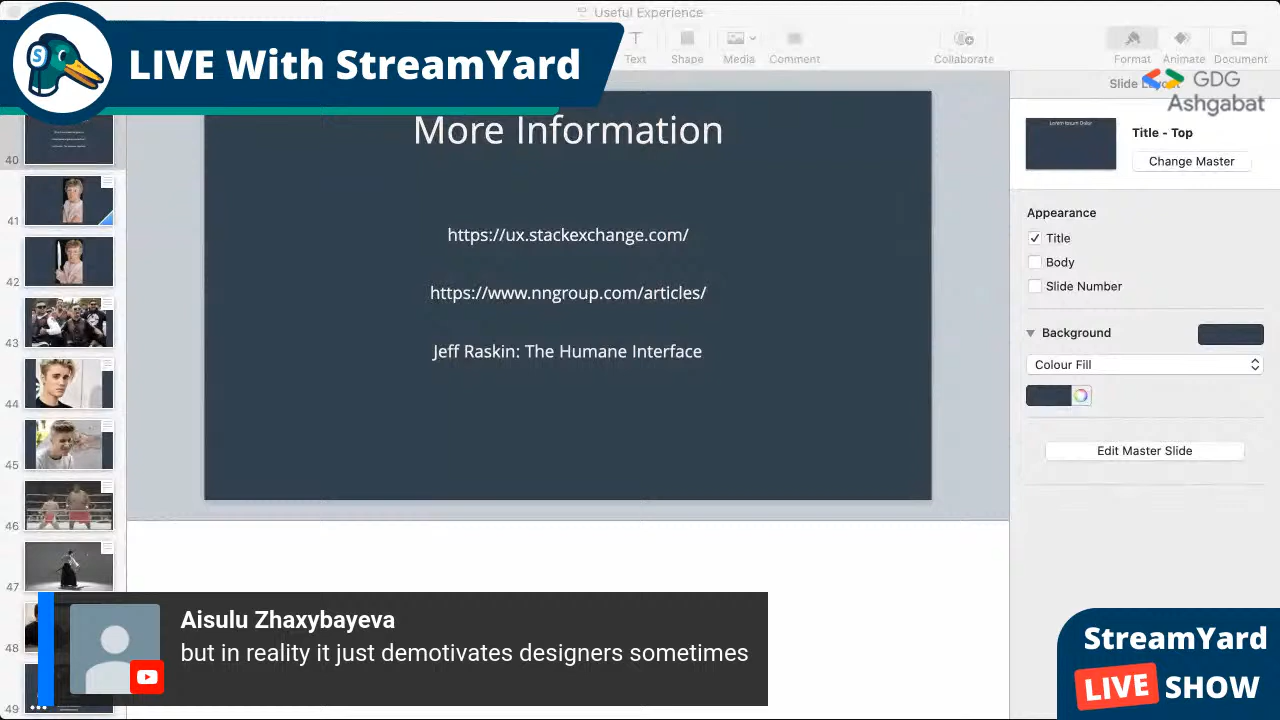 Useful Experience
LIVE With StreamYard
Text
Shape
Media
Comment
Collaborate
Format
Animate
Document
GDG
Ashgabat
Title - Top
Change Master
Appearance
Title
Body
Slide Number
Background
Colour Fill
Edit Master Slide
More Information
https://ux.stackexchange.com/
https://www.nngroup.com/articles/
Jeff Raskin: The Humane Interface
40
41
42
43
44
45
46
47
48
49
Aisulu Zhaxybayeva
but in reality it just demotivates designers sometimes
StreamYard
LIVE SHOW